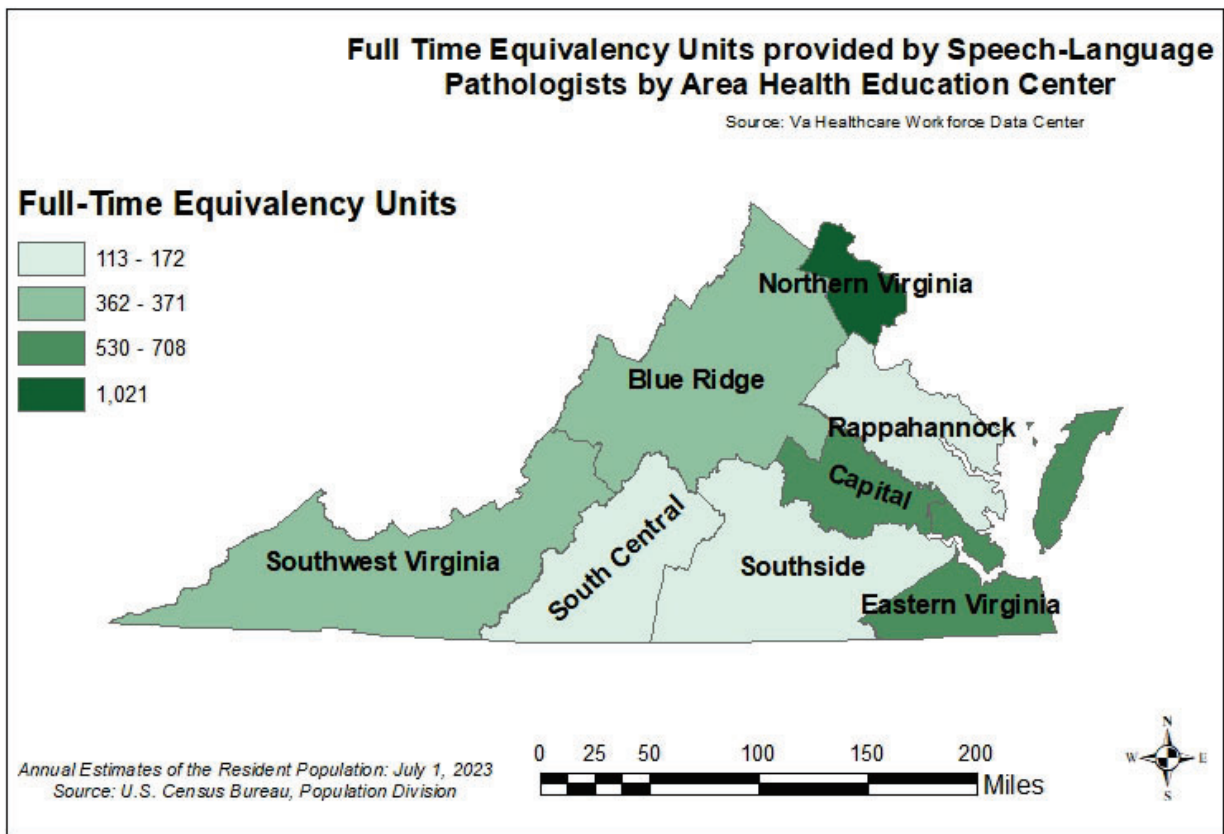 Full Time Equivalency Units provided by Speech-Language
Pathologists by Area Health Education Center
Source: Va Healthcare Workforce Data Center
Full-Time Equivalency Units
113 - 172
362 - 371
530 - 708
1,021
Northern Virginia
Blue Ridge
Rappahannock
Capital
South Central
Southwest Virginia
Southside
Eastern Virginia
Annual Estimates of the Resident Population: July 1, 2023
Source: U.S. Census Bureau, Population Division
0 25 50 100 150 200
Miles
N
W E
S